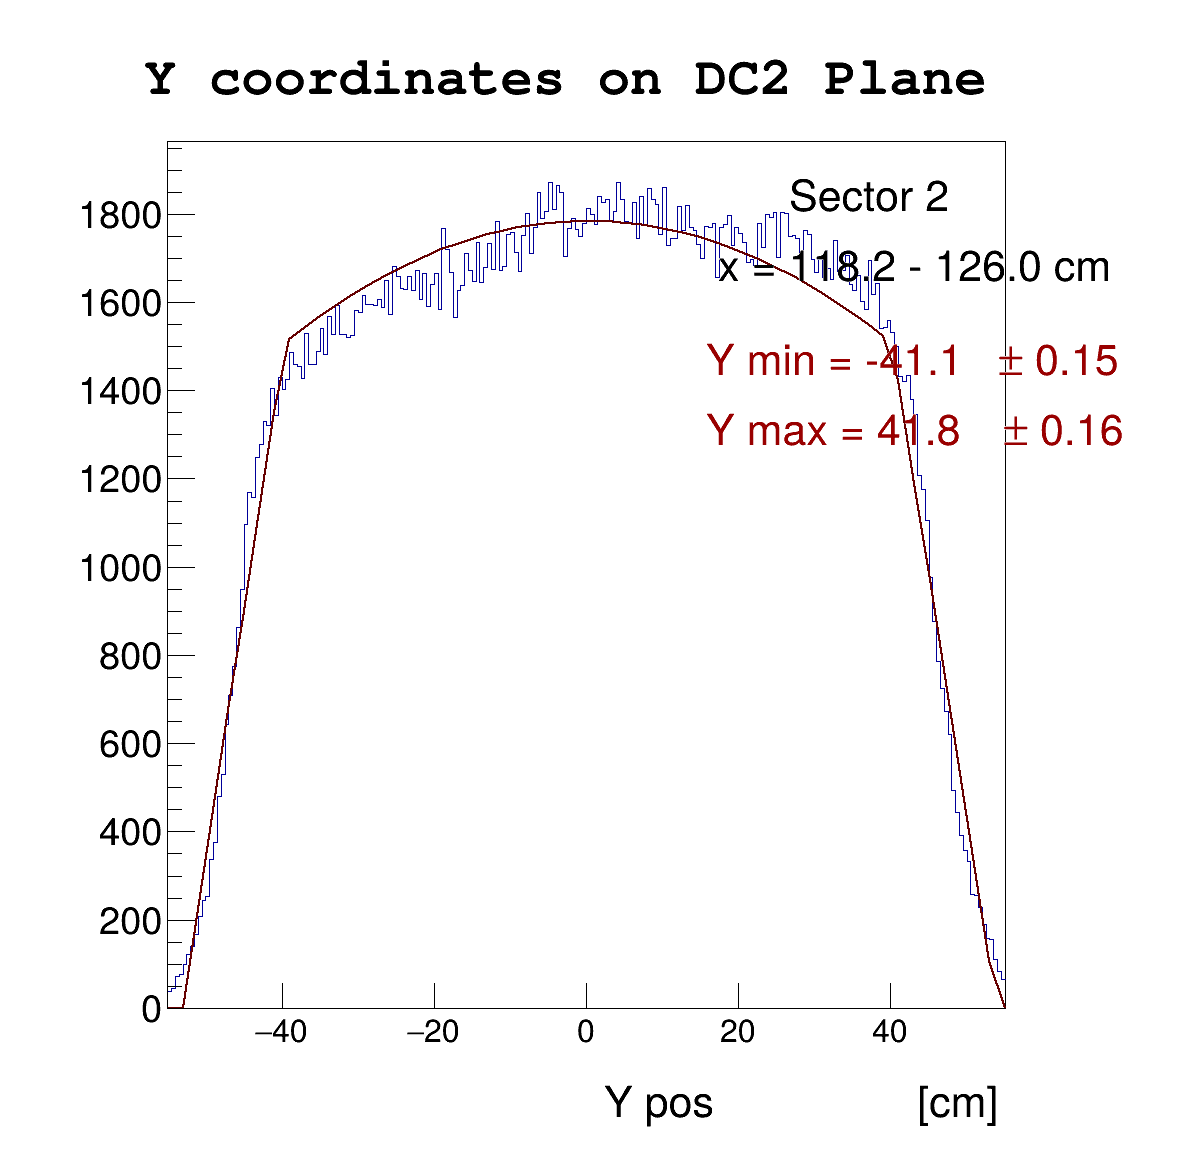 Y coordinates on DC2 Plane
Sector 2
x = 118.2 - 126.0 cm
Y min = -41.1 ± 0.15
Y max = 41.8 ± 0.16
1800
1600
1400
1200
1000
800
600
400
200
0
−40 −20 0 20 40
Y pos [cm]